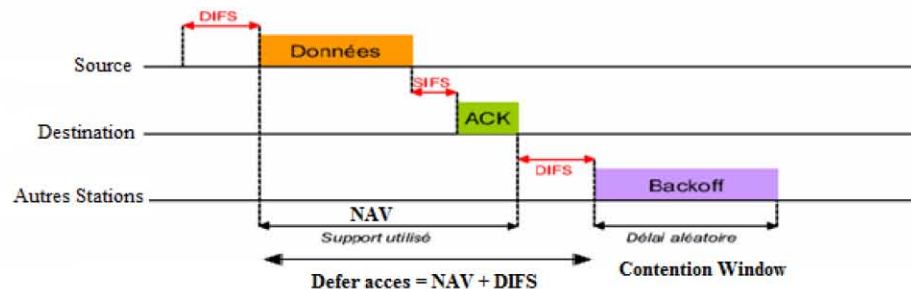 DIFS
Données
Source
SIFS
ACK
Destination
DIFS
Backoff
Autres Stations
NAV
Support utilisé
Délai aléatoire
Defer acces = NAV + DIFS
Contention Window